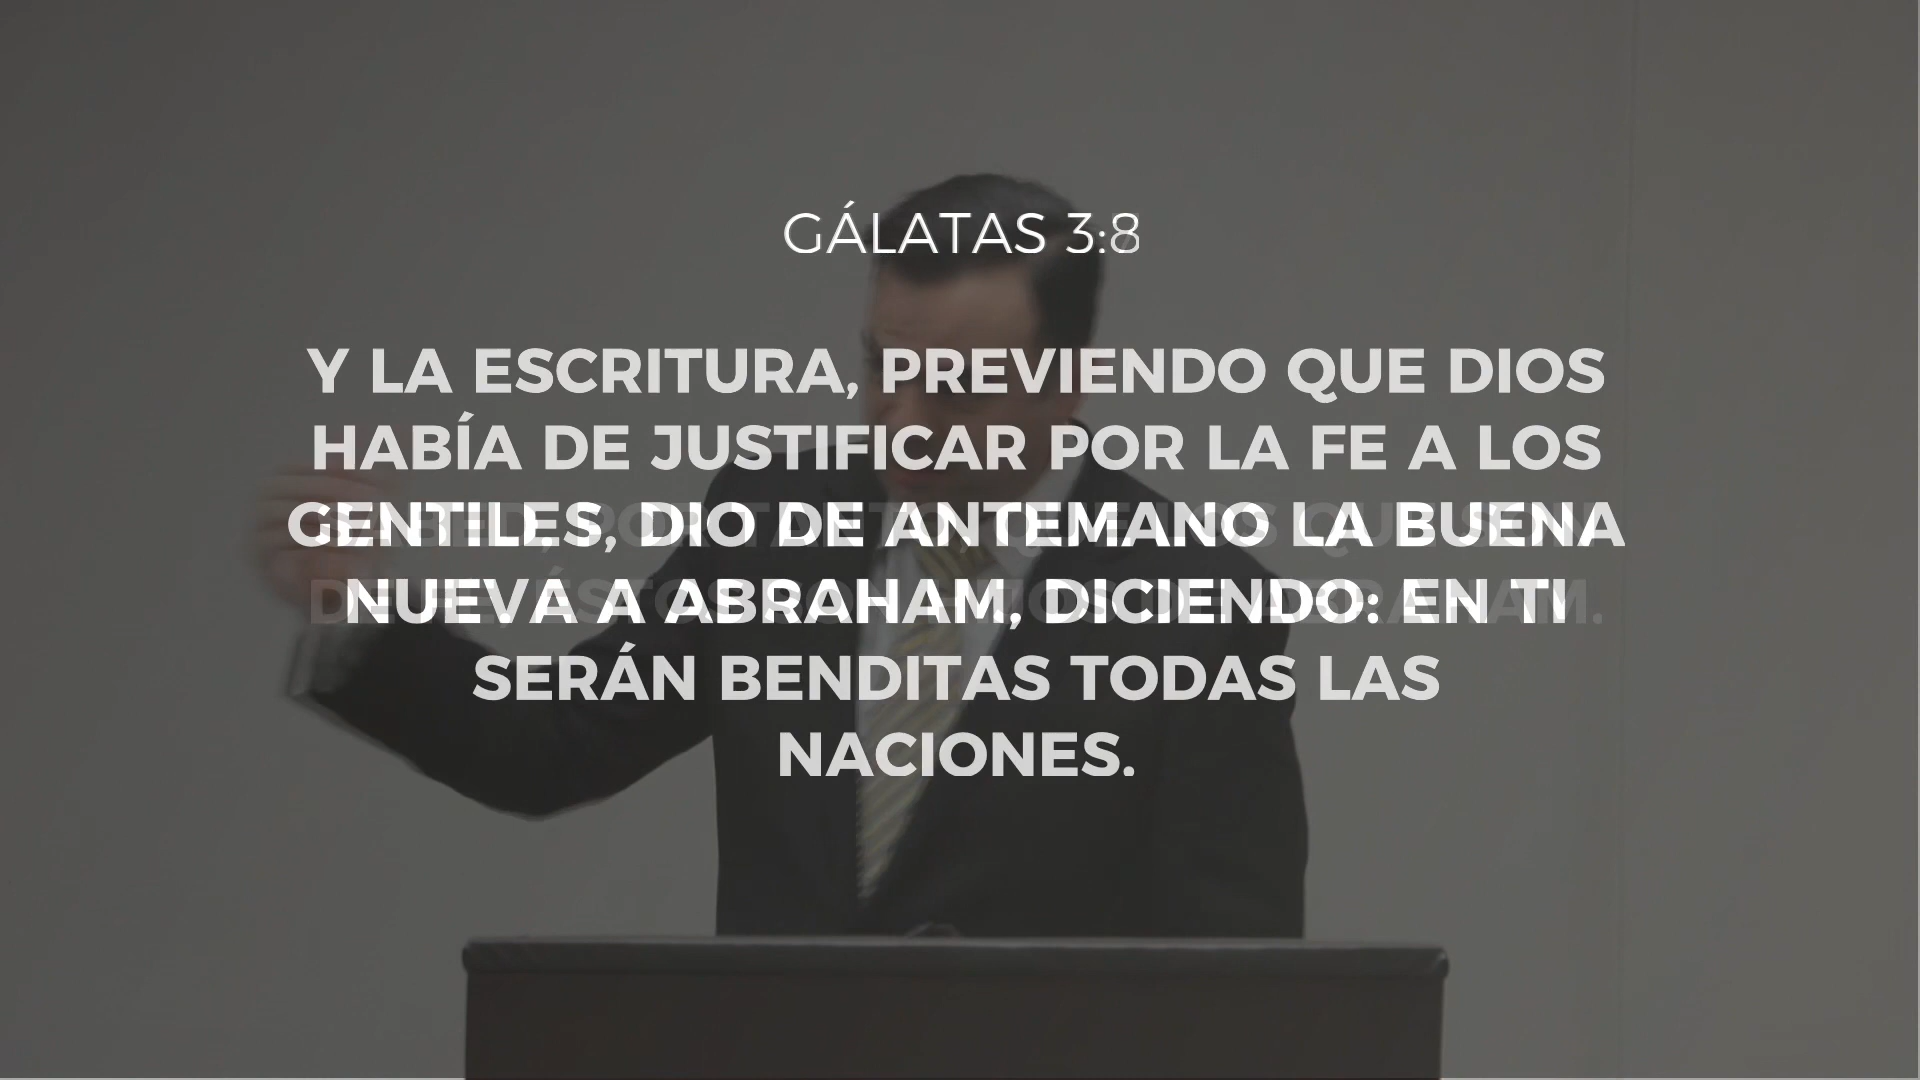 GÁLATAS 3:8
Y LA ESCRITURA, PREVIENDO QUE DIOS
HABÍA DE JUSTIFICAR POR LA FE A LOS
GENTILES, DIO DE ANTEMANO LA BUENA
NUEVA A ABRAHAM, DICIENDO: EN TI
SERÁN BENDITAS TODAS LAS
NACIONES.